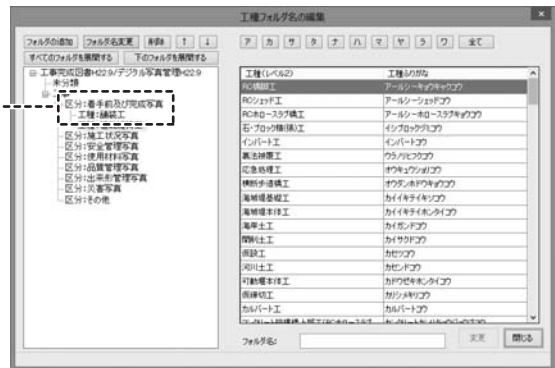 工種フォルダ名の編集
フォルダの追加 フォルダ名変更 削除 ↑ ↓
すべてのフォルダを展開する 下のフォルダを展開する
ア カ サ タ ナ ハ マ ヤ ラ ワ 全て
工事完成図書H22.9/デジタル写真管理H22.9
未分類
区分:着手前及び完成写真
工種:舗装工
区分:施工状況写真
区分:安全管理写真
区分:使用材料写真
区分:品質管理写真
区分:出来形管理写真
区分:災害写真
区分:その他
工種(レベル2) 工種ふりがな
RC橋脚工 アールシーキョウキャクコウ
RCシェッド工 アールシーシェッドコウ
RCホロースラブ橋工 アールシーホロースラブキョウコウ
石・ブロック積(張)工 イシブロックヅミコウ
インバート工 インバートコウ
裏法被覆工 ウラノリヒフクコウ
応急処理工 オウキュウショリコウ
横断歩道橋工 オウダンホドウキョウコウ
海域堤基礎工 カイイキテイキソコウ
海域堤本体工 カイイキテイホンタイコウ
海岸土工 カイガンドコウ
開削土工 カイサクドコウ
仮設工 カセツコウ
河川土工 カセンドコウ
可動堰本体工 カドウゼキホンタイコウ
仮締切工 カリシメキリコウ
カルバート工 カルバートコウ
フォルダ名: 変更 閉じる